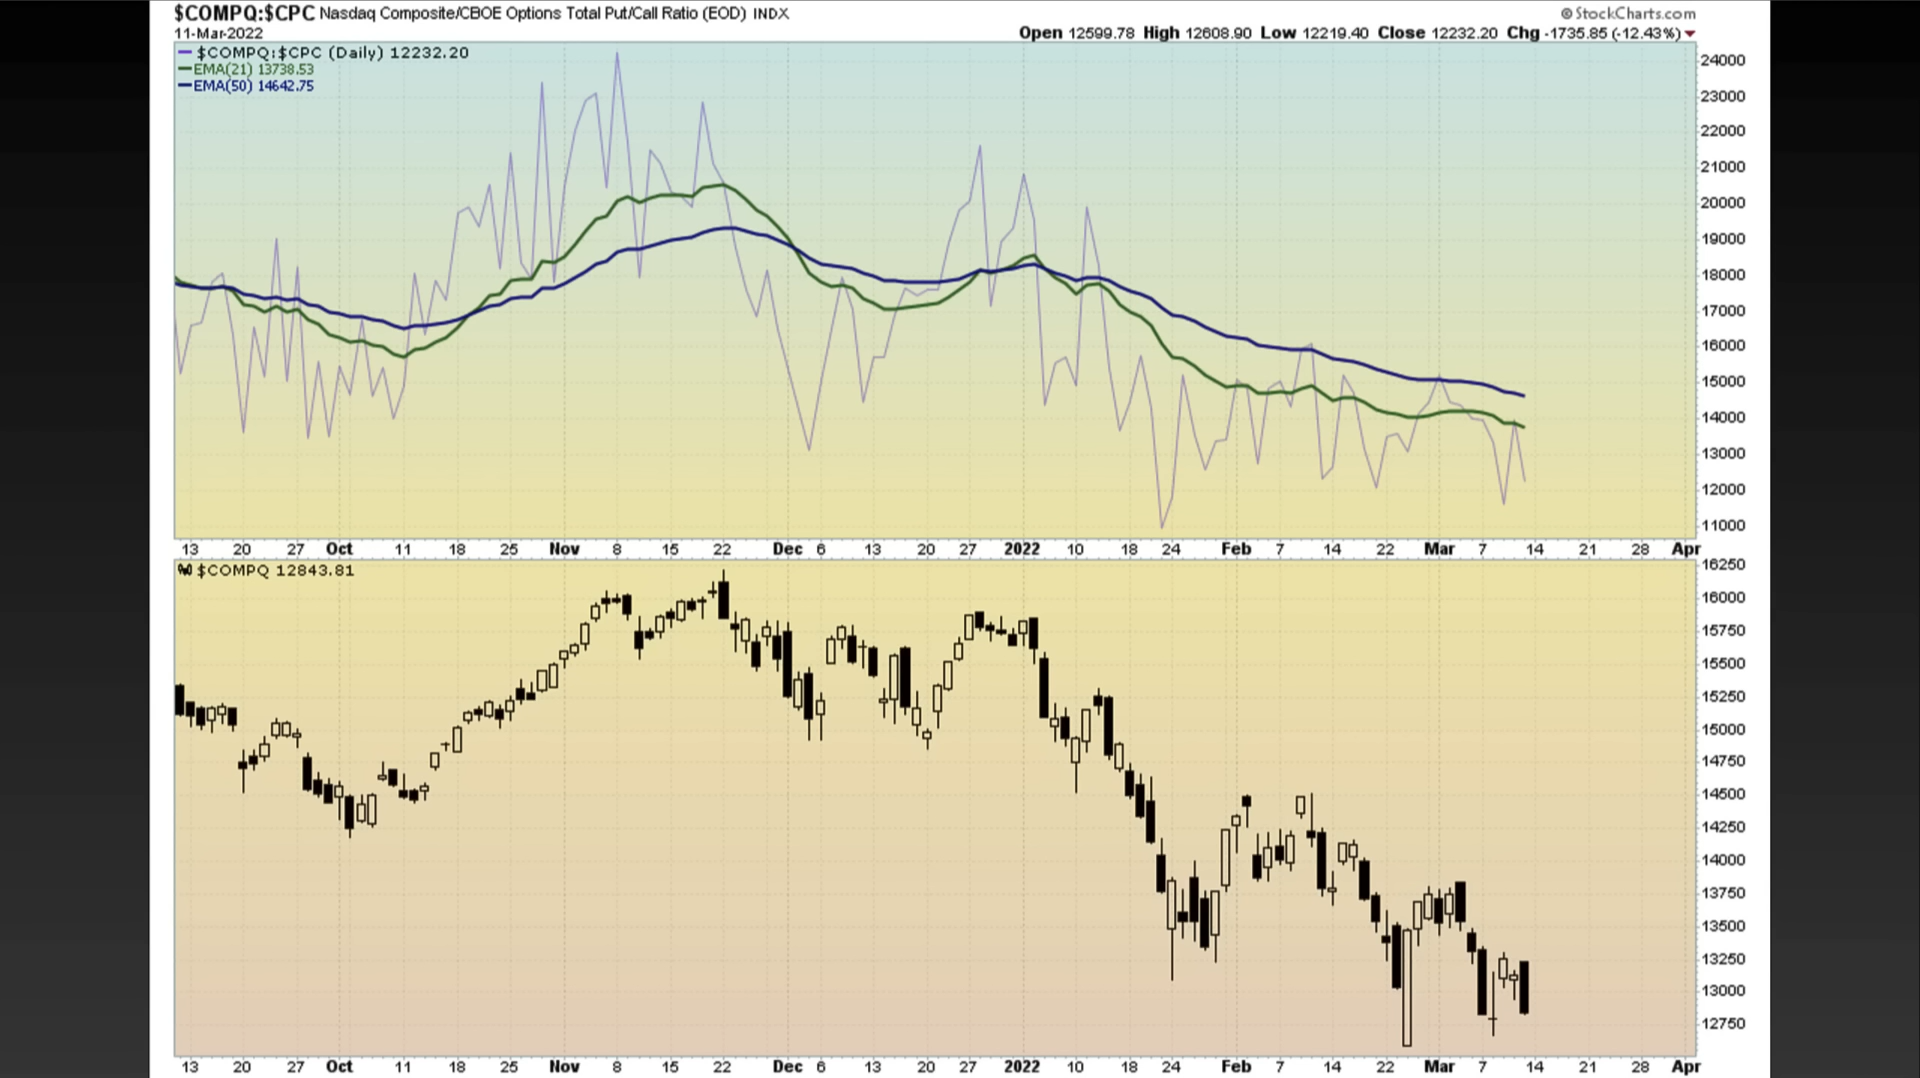 $COMPQ:$CPC Nasdaq Composite/CBOE Options Total Put/Call Ratio (EOD) INDX
© StockCharts.com
11-Mar-2022
Open 12599.78 High 12608.90 Low 12219.40 Close 12232.20 Chg -1735.85 (-12.43%)
$COMPQ:$CPC (Daily) 12232.20
EMA(21) 13738.53
EMA(50) 14642.75
24000
23000
22000
21000
20000
19000
18000
17000
16000
15000
14000
13000
12000
11000
13 20 27 Oct 11 18 25 Nov 8 15 22 Dec 6 13 20 27 2022 10 18 24 Feb 7 14 22 Mar 7 14 21 28 Apr
$COMPQ 12843.81
16250
16000
15750
15500
15250
15000
14750
14500
14250
14000
13750
13500
13250
13000
12750
13 20 27 Oct 11 18 25 Nov 8 15 22 Dec 6 13 20 27 2022 10 18 24 Feb 7 14 22 Mar 7 14 21 28 Apr